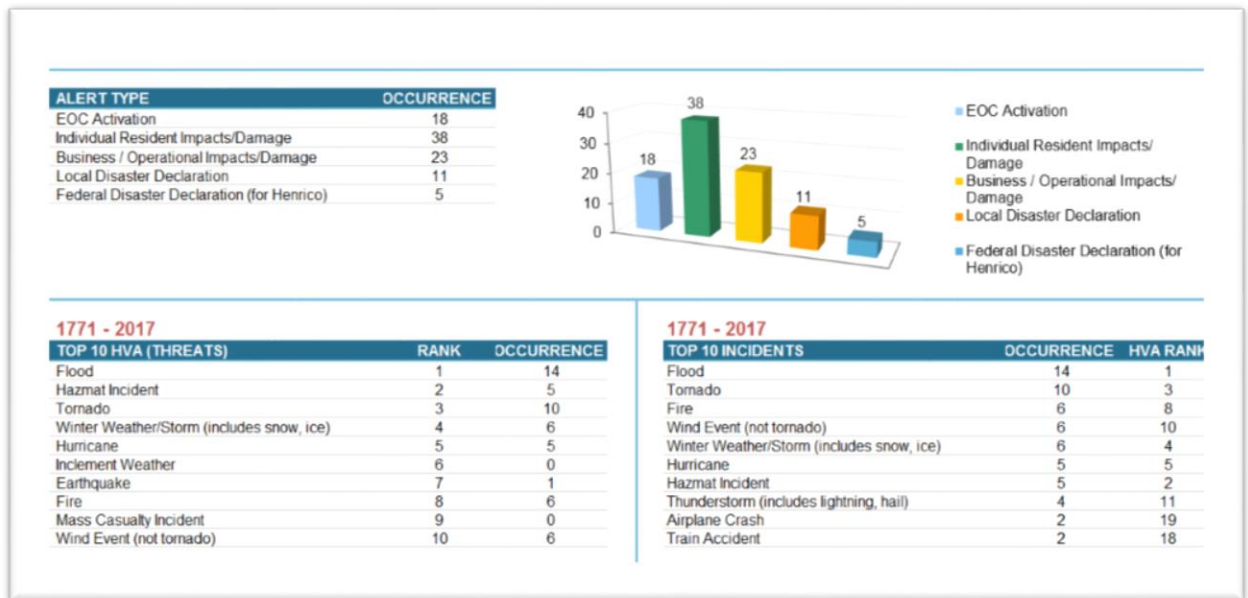 ALERT TYPE OCCURRENCE
EOC Activation 18
Individual Resident Impacts/Damage 38
Business / Operational Impacts/Damage 23
Local Disaster Declaration 11
Federal Disaster Declaration (for Henrico) 5
40
30
20
10
0
18
38
23
11
5
EOC Activation
Individual Resident Impacts/
Damage
Business / Operational Impacts/
Damage
Local Disaster Declaration
Federal Disaster Declaration (for
Henrico)
1771 - 2017
TOP 10 HVA (THREATS) RANK OCCURRENCE
Flood 1 14
Hazmat Incident 2 5
Tornado 3 10
Winter Weather/Storm (includes snow, ice) 4 6
Hurricane 5 5
Inclement Weather 6 0
Earthquake 7 1
Fire 8 6
Mass Casualty Incident 9 0
Wind Event (not tornado) 10 6
1771 - 2017
TOP 10 INCIDENTS OCCURRENCE HVA RANK
Flood 14 1
Tornado 10 3
Fire 6 8
Wind Event (not tornado) 6 10
Winter Weather/Storm (includes snow, ice) 6 4
Hurricane 5 5
Hazmat Incident 5 2
Thunderstorm (includes lightning, hail) 4 11
Airplane Crash 2 19
Train Accident 2 18